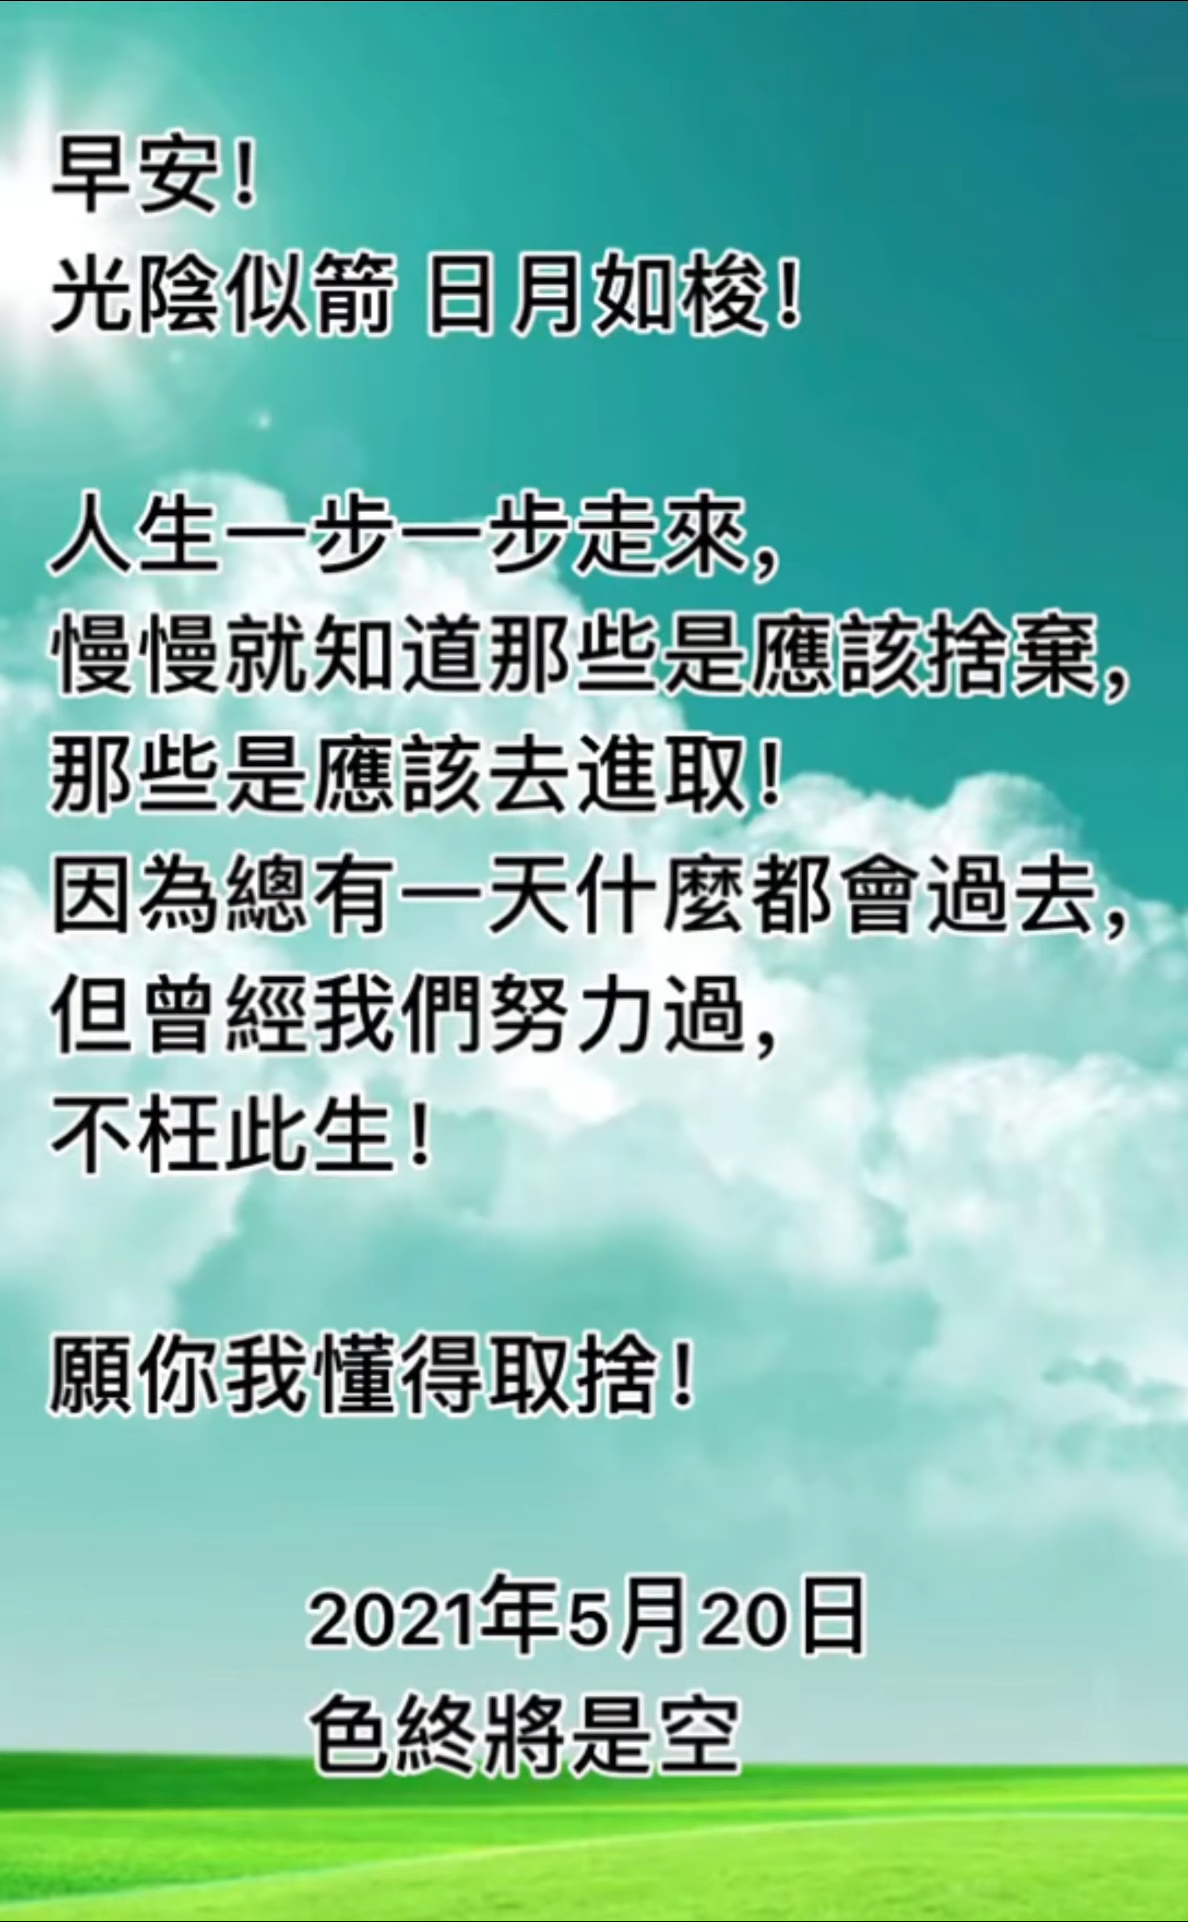 早安！
光陰似箭 日月如梭！
人生一步一步走來，
慢慢就知道那些是應該捨棄，
那些是應該去進取！
因為總有一天什麼都會過去，
但曾經我們努力過，
不枉此生！
願你我懂得取捨！
2021年5月20日
色終將是空